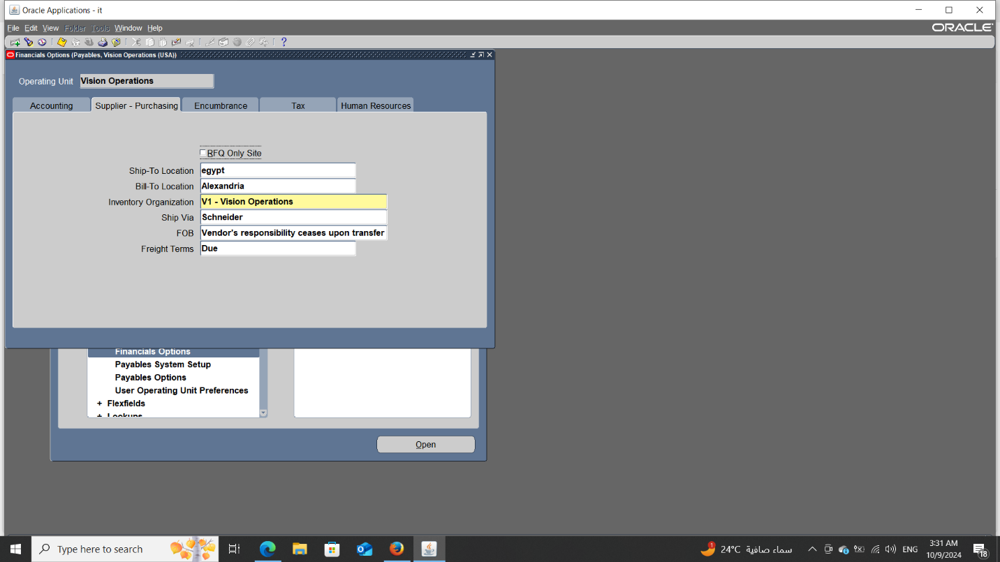 Oracle Applications - it
File Edit View Folder Tools Window Help
ORACLE
Financials Options (Payables, Vision Operations (USA))
Operating Unit Vision Operations
Accounting Supplier - Purchasing Encumbrance Tax Human Resources
RFQ Only Site
Ship-To Location egypt
Bill-To Location Alexandria
Inventory Organization V1 - Vision Operations
Ship Via Schneider
FOB Vendor's responsibility ceases upon transfer
Freight Terms Due
Financials Options
Payables System Setup
Payables Options
User Operating Unit Preferences
+ Flexfields
+ Lookups
Open
Type here to search
1 24°C سماء صافية ENG 3:31 AM
10/9/2024
18